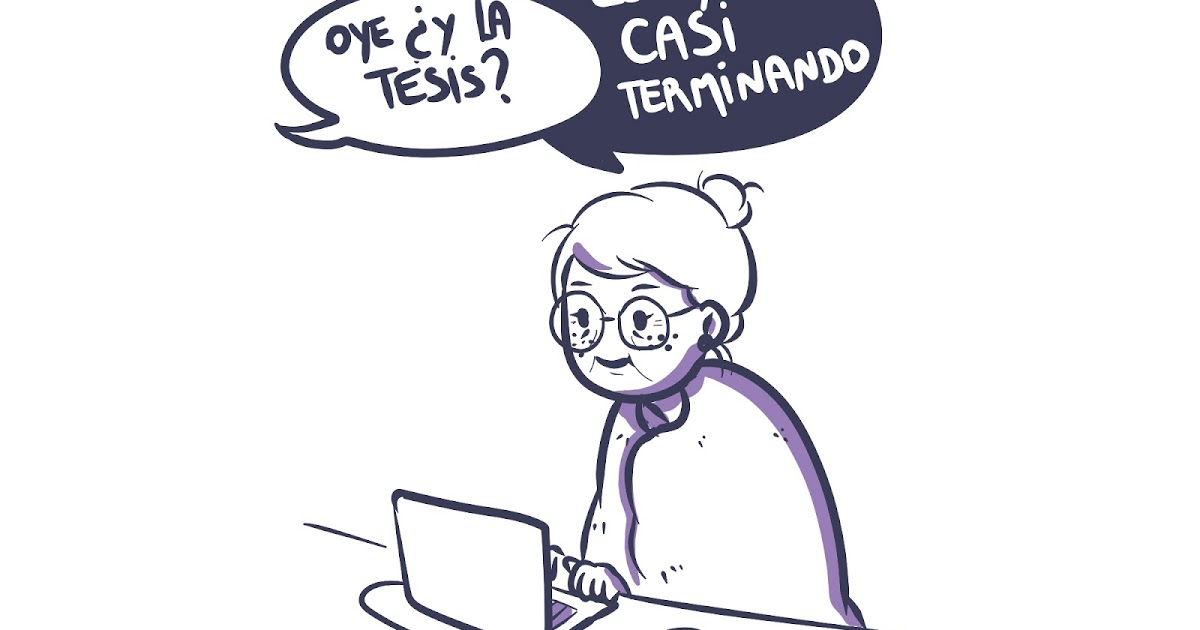 OYE ¿Y LA
TESIS?
CASi
TERMiNANDO